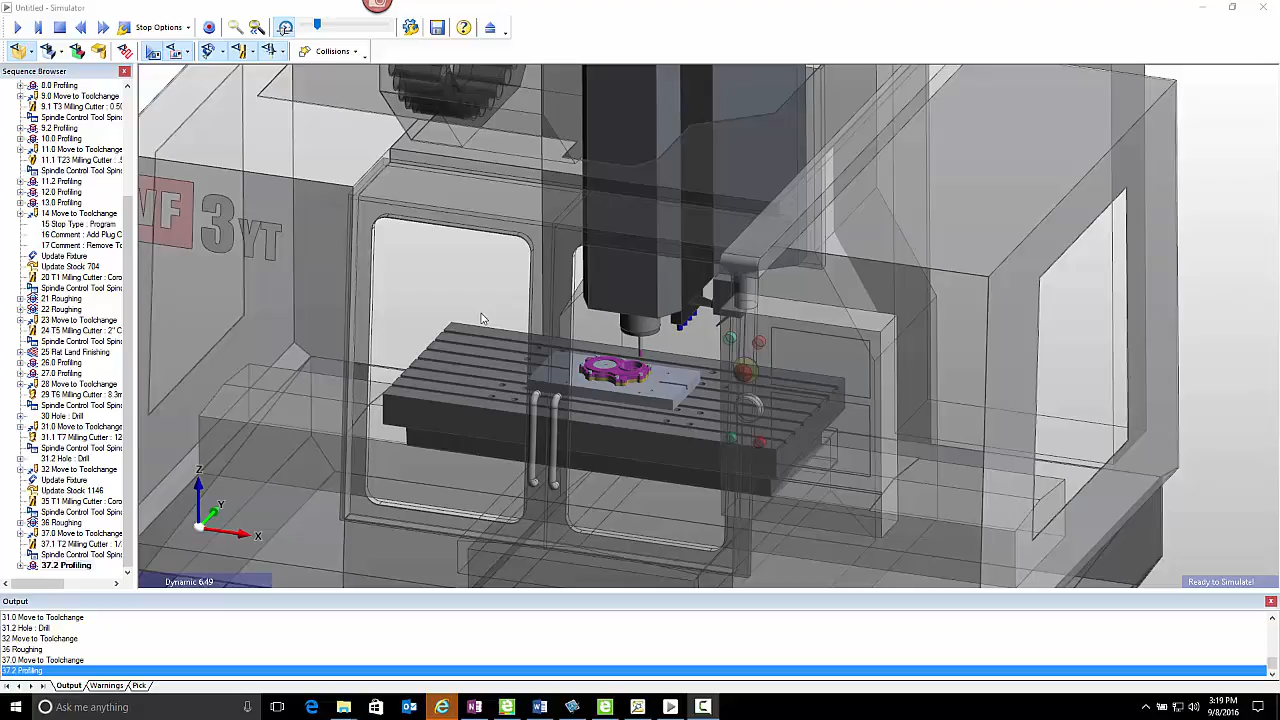 Untitled - Simulator
Stop Options
Collisions
Sequence Browser
8.0 Profiling
9.0 Move to Toolchange
9.1 T3 Milling Cutter : 0.50
Spindle Control Tool Spin
9.2 Profiling
10.0 Profiling
11.0 Move to Toolchange
11.1 T23 Milling Cutter : .5
Spindle Control Tool Spin
11.2 Profiling
12.0 Profiling
13.0 Profiling
14 Move to Toolchange
15 Stop Type : Program
16 Comment : Add Plug C
17 Comment : Remove To
Update Fixture
Update Stock 704
20 T1 Milling Cutter : Coro
Spindle Control Tool Spin
21 Roughing
22 Roughing
23 Move to Toolchange
24 T5 Milling Cutter : 2" C
Spindle Control Tool Spin
25 Flat Land Finishing
26.0 Profiling
27.0 Profiling
28 Move to Toolchange
29 T6 Milling Cutter : 8.3m
Spindle Control Tool Spin
30 Hole : Drill
31.0 Move to Toolchange
31.1 T7 Milling Cutter : 12
Spindle Control Tool Spin
31.2 Hole : Drill
32 Move to Toolchange
Update Fixture
Update Stock 1146
35 T1 Milling Cutter : Coro
Spindle Control Tool Spin
36 Roughing
37.0 Move to Toolchange
37.1 T2 Milling Cutter : 1/
Spindle Control Tool Spin
37.2 Profiling
VF 3YT
Z
Y
X
Dynamic 6.49
Ready to Simulate!
Output
31.0 Move to Toolchange
31.2 Hole : Drill
32 Move to Toolchange
36 Roughing
37.0 Move to Toolchange
37.2 Profiling
Output Warnings Pick
Ask me anything
3:19 PM
9/8/2016